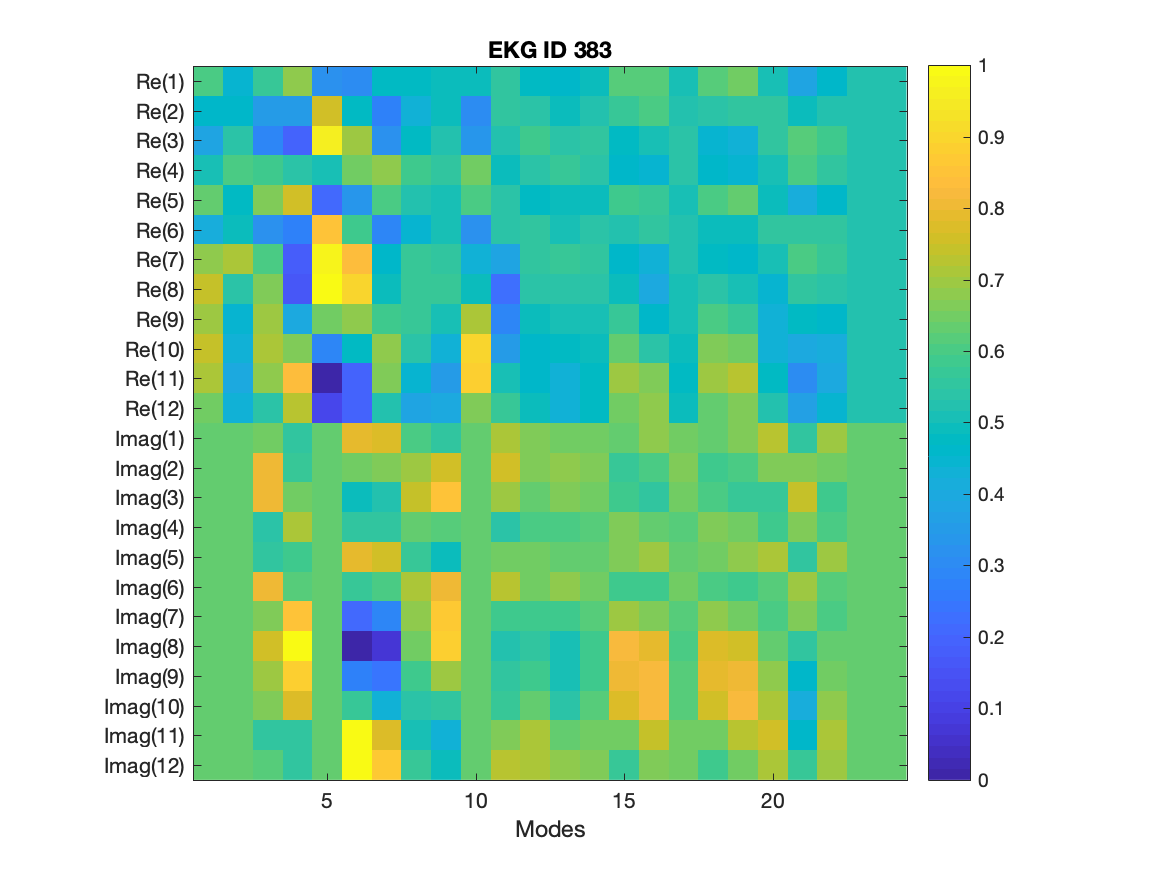 EKG ID 383
Re(1)
Re(2)
Re(3)
Re(4)
Re(5)
Re(6)
Re(7)
Re(8)
Re(9)
Re(10)
Re(11)
Re(12)
Imag(1)
Imag(2)
Imag(3)
Imag(4)
Imag(5)
Imag(6)
Imag(7)
Imag(8)
Imag(9)
Imag(10)
Imag(11)
Imag(12)
5 10 15 20
Modes
1
0.9
0.8
0.7
0.6
0.5
0.4
0.3
0.2
0.1
0